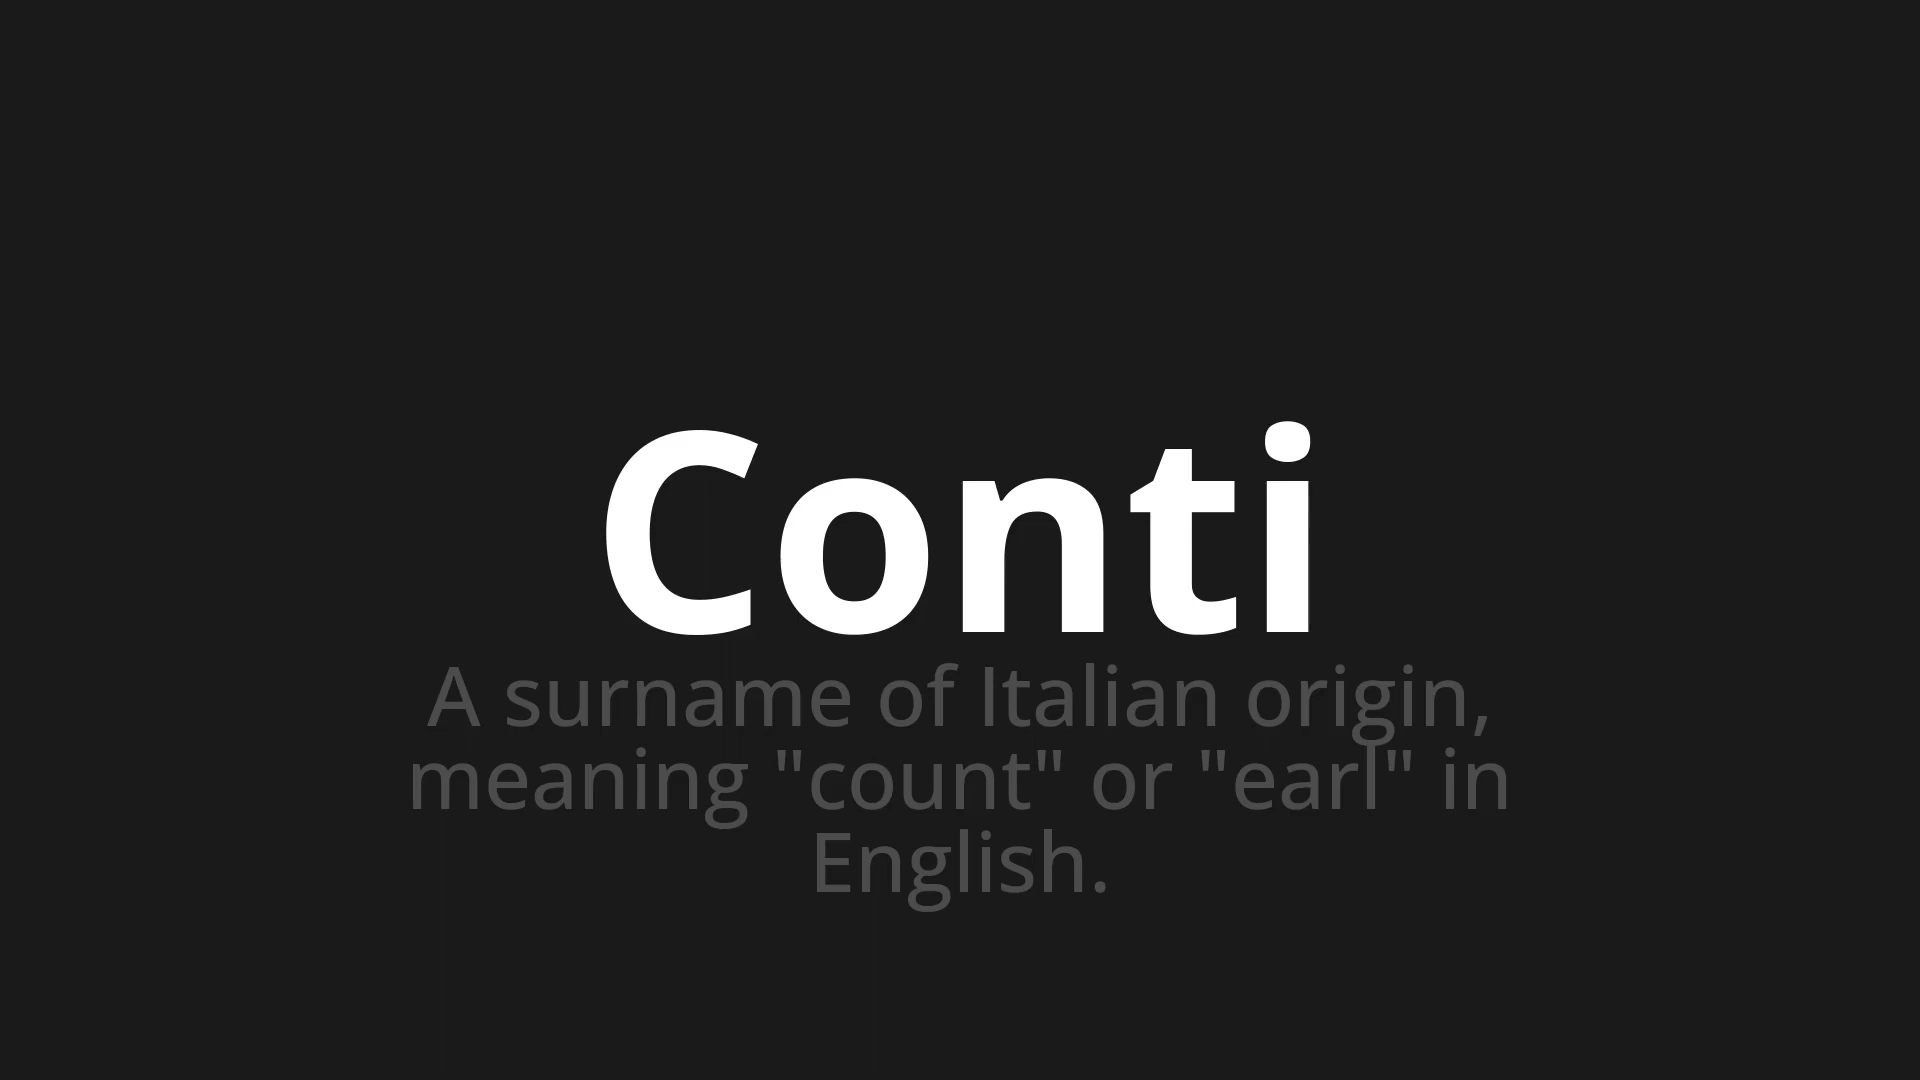 Conti
A surname of Italian origin,
meaning "count" or "earl" in
English.